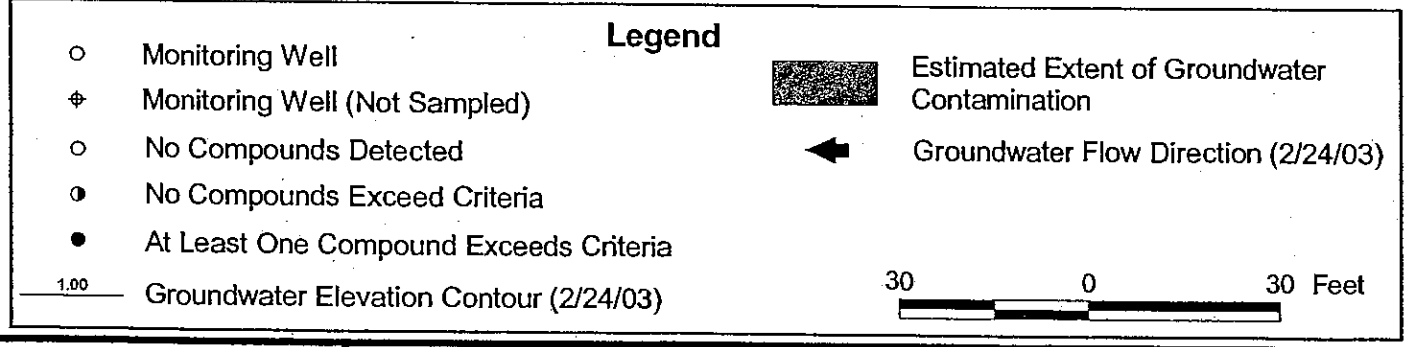 Legend
Monitoring Well
Monitoring Well (Not Sampled)
No Compounds Detected
No Compounds Exceed Criteria
At Least One Compound Exceeds Criteria
1.00 Groundwater Elevation Contour (2/24/03)
Estimated Extent of Groundwater
Contamination
Groundwater Flow Direction (2/24/03)
30 0 30 Feet